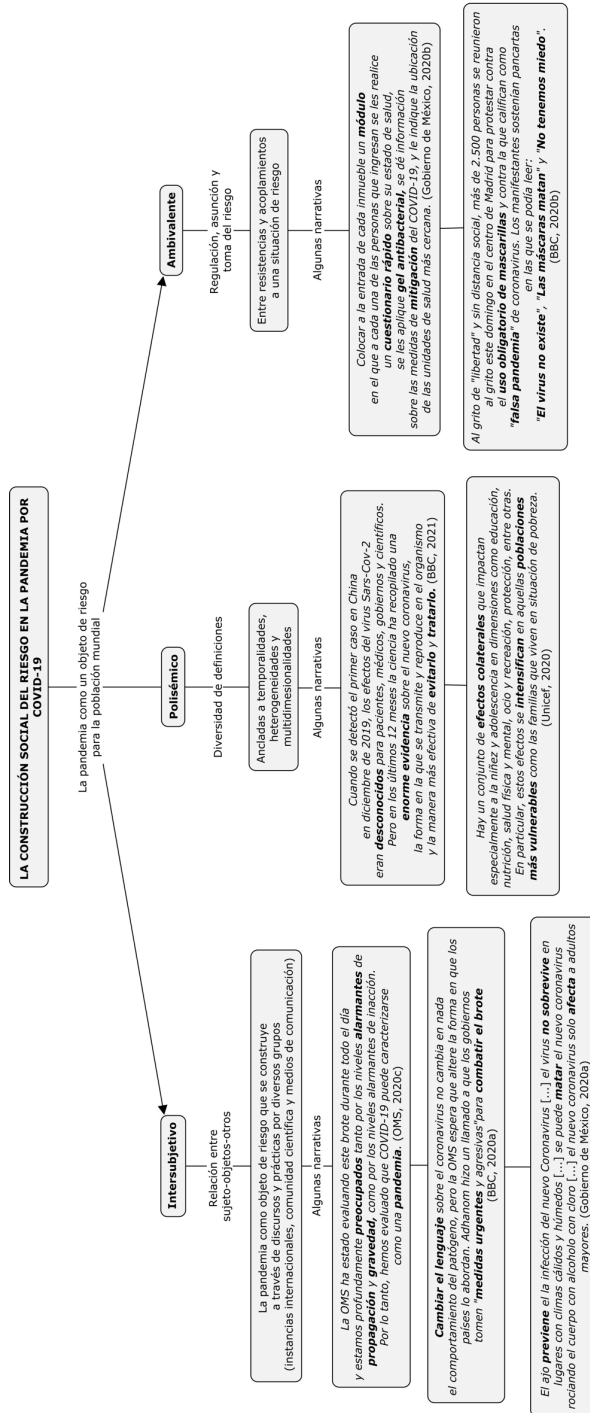 LA CONSTRUCCIÓN SOCIAL DEL RIESGO EN LA PANDEMIA POR
COVID-19
La pandemia como un objeto de riesgo
para la población mundial
Intersubjetivo
Relación entre
sujeto-objetos-otros
La pandemia como objeto de riesgo que se construye
a través de discursos y prácticas por diversos grupos
(instancias internacionales, comunidad científica y medios de comunicación)
Algunas narrativas
La OMS ha estado evaluando este brote durante todo el día
y estamos profundamente preocupados tanto por los niveles alarmantes de
propagación y gravedad, como por los niveles alarmantes de inacción.
Por lo tanto, hemos evaluado que COVID-19 puede caracterizarse
como una pandemia. (OMS, 2020c)
Cambiar el lenguaje sobre el coronavirus no cambia en nada
el comportamiento del patógeno, pero la OMS espera que altere la forma en que los
países lo abordan. Adhanom hizo un llamado a que los gobiernos
tomen "medidas urgentes y agresivas"para combatir el brote
(BBC, 2020a)
El ajo previene el la infección del nuevo Coronavirus [...] el virus no sobrevive en
lugares con climas cálidos y húmedos [...] se puede matar el nuevo coronavirus
rociando el cuerpo con alcoholo con cloro [...] el nuevo coronavirus solo afecta a adultos
mayores. (Gobierno de México, 2020a)
Polisémico
Diversidad de definiciones
Ancladas a temporalidades,
heterogeneidades y
multidimesionalidades
Algunas narrativas
Cuando se detectó el primer caso en China
en diciembre de 2019, los efectos del virus Sars-Cov-2
eran desconocidos para pacientes, médicos, gobiernos y científicos.
Pero en los últimos 12 meses la ciencia ha recopilado una
enorme evidencia sobre el nuevo coronavirus,
la forma en la que se transmite y reproduce en el organismo
y la manera más efectiva de evitarlo y tratarlo. (BBC, 2021)
Hay un conjunto de efectos colaterales que impactan
especialmente a la niñez y adolescencia en dimensiones como educación,
nutrición, salud física y mental, ocio y recreación, protección, entre otras.
En particular, estos efectos se intensifican en aquellas poblaciones
más vulnerables como las familias que viven en situación de pobreza.
(Unicef, 2020)
Ambivalente
Regulación, asunción y
toma del riesgo
Entre resistencias y acoplamientos
a una situación de riesgo
Algunas narrativas
Colocar a la entrada de cada inmueble un módulo
en el que a cada una de las personas que ingresan se les realice
un cuestionario rápido sobre su estado de salud,
se les aplique gel antibacterial, se dé información
sobre las medidas de mitigación del COVID-19, y le indique la ubicación
de las unidades de salud más cercana. (Gobierno de México, 2020b)
Al grito de "libertad" y sin distancia social, más de 2.500 personas se reunieron
al grito este domingo en el centro de Madrid para protestar contra
el uso obligatorio de mascarillas y contra la que califican como
"falsa pandemia" de coronavirus. Los manifestantes sostenían pancartas
en las que se podía leer:
"El virus no existe", "Las máscaras matan" y "No tenemos miedo".
(BBC, 2020b)